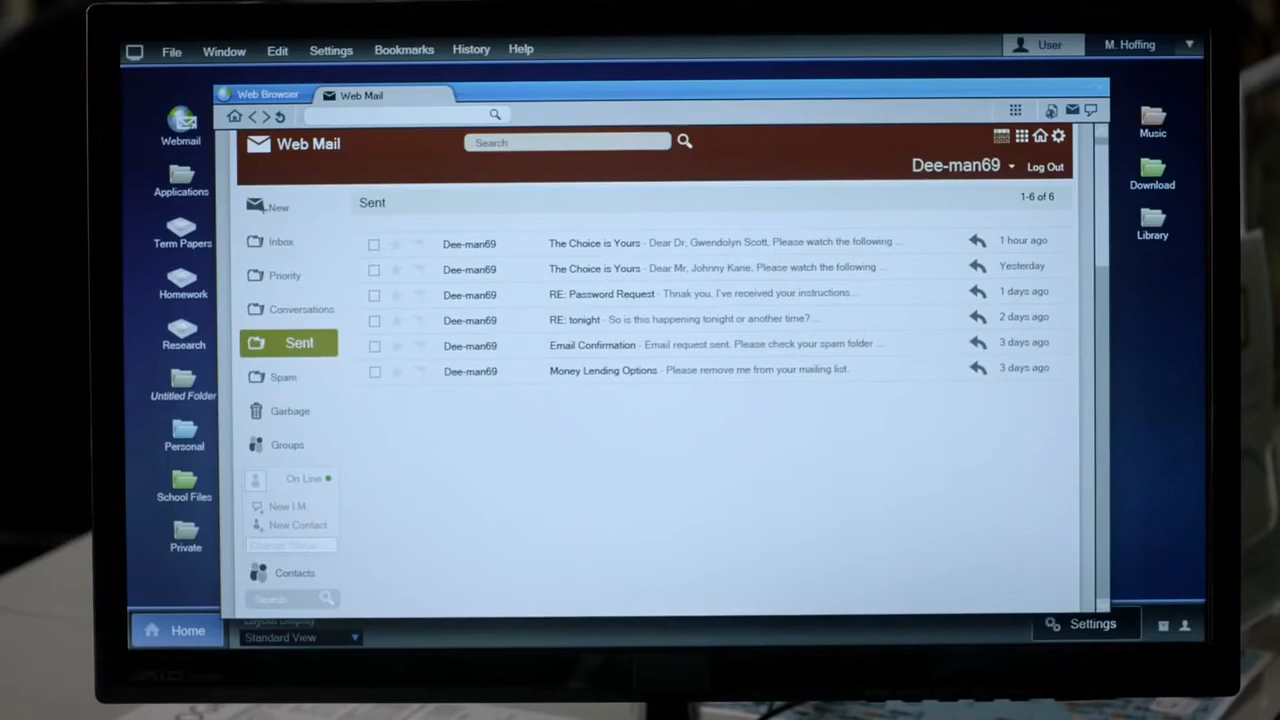 File Window Edit Settings Bookmarks History Help User M. Hoffing
Web Browser Web Mail
Web Mail Search
Dee-man69 Log Out
Webmail
Applications
Term Papers
Homework
Research
Untitled Folder
Personal
School Files
Private
Music
Download
Library
New
Inbox
Priority
Conversations
Sent
Spam
Garbage
Groups
On Line
New I.M.
New Contact
Change Status...
Contacts
Search
Sent 1-6 of 6
Dee-man69 The Choice is Yours - Dear Dr, Gwendolyn Scott, Please watch the following ... 1 hour ago
Dee-man69 The Choice is Yours - Dear Mr, Johnny Kane, Please watch the following ... Yesterday
Dee-man69 RE: Password Request - Thnak you, I've received your instructions... 1 days ago
Dee-man69 RE: tonight - So is this happening tonight or another time? ... 2 days ago
Dee-man69 Email Confirmation - Email request sent. Please check your spam folder ... 3 days ago
Dee-man69 Money Lending Options - Please remove me from your mailing list. 3 days ago
Layout Display
Home Standard View Settings